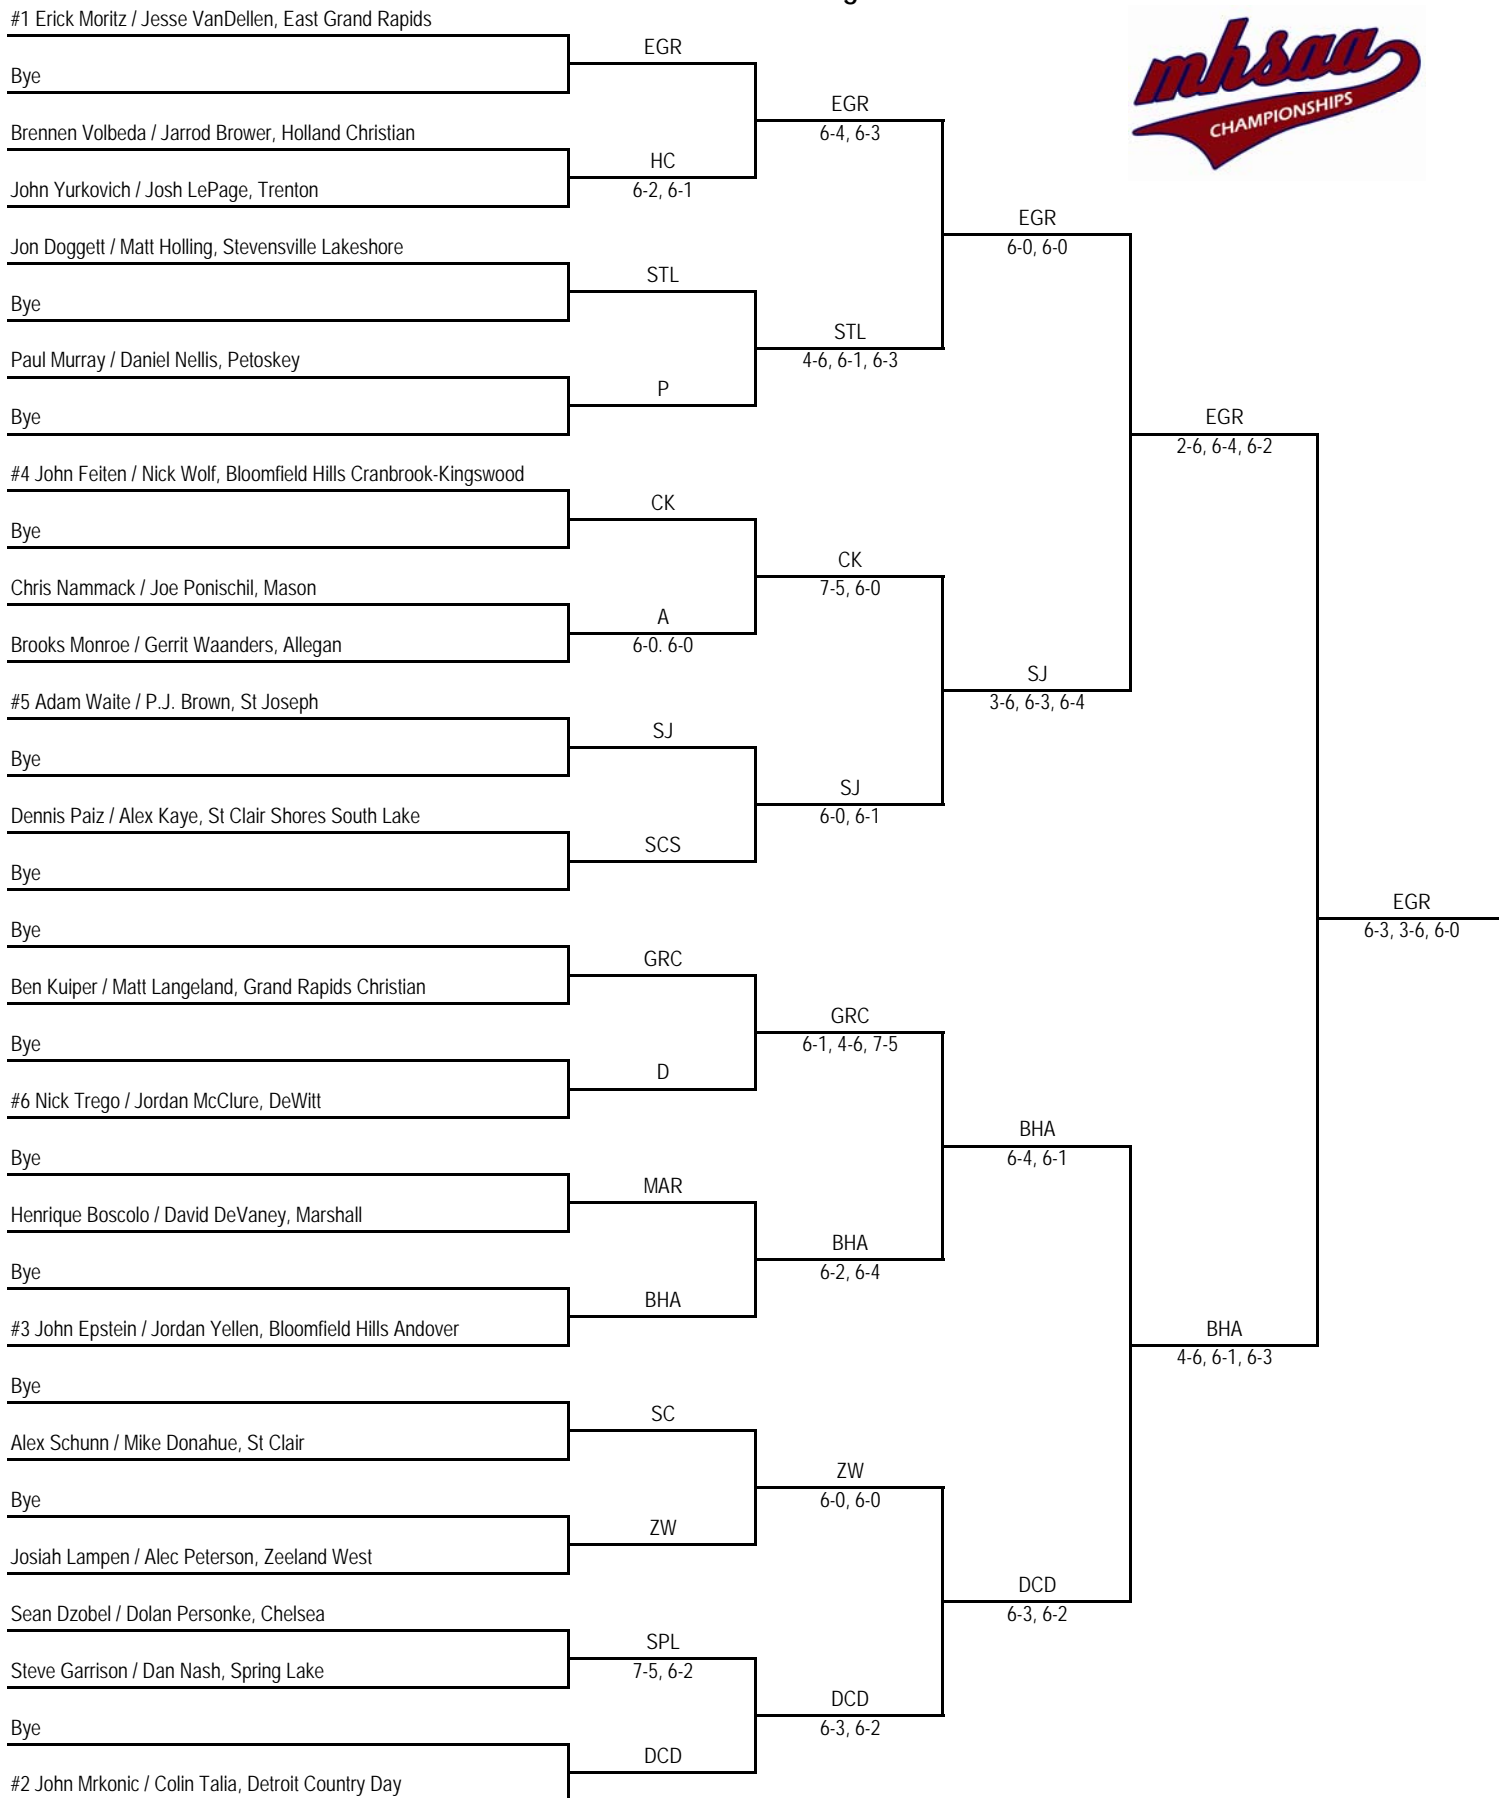 #1 Erick Moritz / Jesse VanDellen, East Grand Rapids
EGR
Bye
EGR
6-4, 6-3
Brennen Volbeda / Jarrod Brower, Holland Christian
HC
6-2, 6-1
John Yurkovich / Josh LePage, Trenton
EGR
6-0, 6-0
Jon Doggett / Matt Holling, Stevensville Lakeshore
STL
Bye
STL
4-6, 6-1, 6-3
Paul Murray / Daniel Nellis, Petoskey
P
Bye
EGR
2-6, 6-4, 6-2
#4 John Feiten / Nick Wolf, Bloomfield Hills Cranbrook-Kingswood
CK
Bye
CK
7-5, 6-0
Chris Nammack / Joe Ponischil, Mason
A
6-0. 6-0
Brooks Monroe / Gerrit Waanders, Allegan
SJ
3-6, 6-3, 6-4
#5 Adam Waite / P.J. Brown, St Joseph
SJ
Bye
SJ
6-0, 6-1
Dennis Paiz / Alex Kaye, St Clair Shores South Lake
SCS
Bye
EGR
6-3, 3-6, 6-0
Bye
GRC
Ben Kuiper / Matt Langeland, Grand Rapids Christian
GRC
6-1, 4-6, 7-5
Bye
D
#6 Nick Trego / Jordan McClure, DeWitt
BHA
6-4, 6-1
Bye
MAR
Henrique Boscolo / David DeVaney, Marshall
BHA
6-2, 6-4
Bye
BHA
#3 John Epstein / Jordan Yellen, Bloomfield Hills Andover
BHA
4-6, 6-1, 6-3
Bye
SC
Alex Schunn / Mike Donahue, St Clair
ZW
6-0, 6-0
Bye
ZW
Josiah Lampen / Alec Peterson, Zeeland West
DCD
6-3, 6-2
Sean Dzobel / Dolan Personke, Chelsea
SPL
7-5, 6-2
Steve Garrison / Dan Nash, Spring Lake
DCD
6-3, 6-2
Bye
DCD
#2 John Mrkonic / Colin Talia, Detroit Country Day
mhsaa
CHAMPIONSHIPS